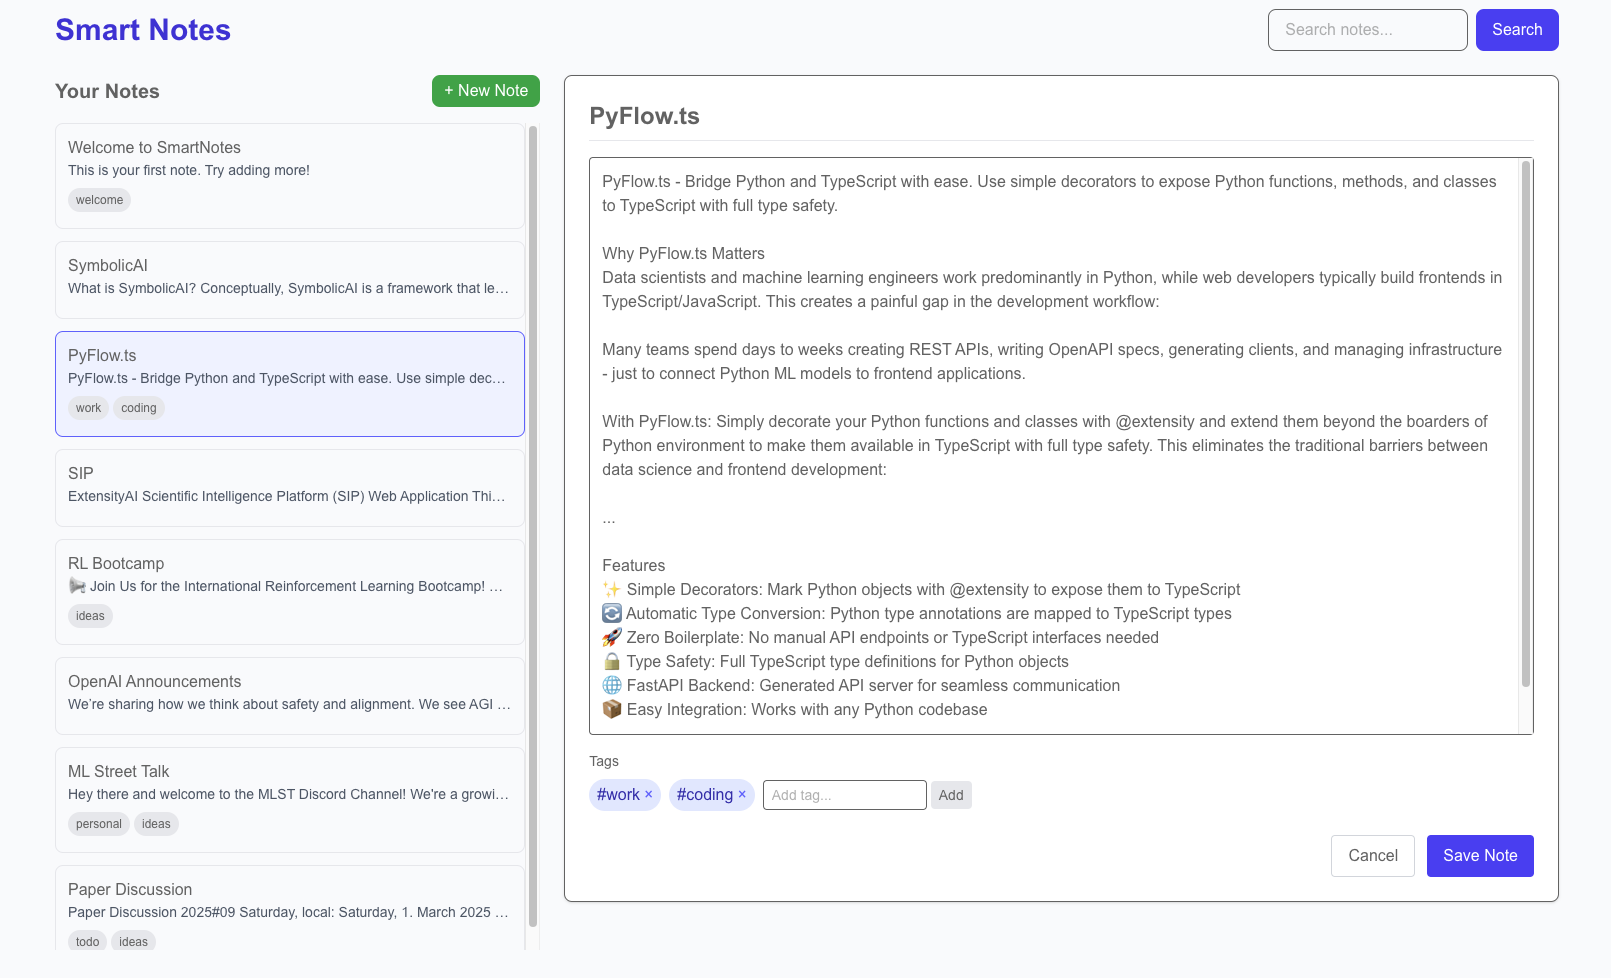 Smart Notes
Search notes...
Search
Your Notes
+ New Note
Welcome to SmartNotes
This is your first note. Try adding more!
welcome
SymbolicAI
What is SymbolicAI? Conceptually, SymbolicAI is a framework that le…
PyFlow.ts
PyFlow.ts - Bridge Python and TypeScript with ease. Use simple dec…
work coding
SIP
ExtensityAI Scientific Intelligence Platform (SIP) Web Application Thi…
RL Bootcamp
📢 Join Us for the International Reinforcement Learning Bootcamp! …
ideas
OpenAI Announcements
We’re sharing how we think about safety and alignment. We see AGI …
ML Street Talk
Hey there and welcome to the MLST Discord Channel! We're a growi…
personal ideas
Paper Discussion
Paper Discussion 2025#09 Saturday, local: Saturday, 1. March 2025 …
todo ideas
PyFlow.ts
PyFlow.ts - Bridge Python and TypeScript with ease. Use simple decorators to expose Python functions, methods, and classes
to TypeScript with full type safety.
Why PyFlow.ts Matters
Data scientists and machine learning engineers work predominantly in Python, while web developers typically build frontends in
TypeScript/JavaScript. This creates a painful gap in the development workflow:
Many teams spend days to weeks creating REST APIs, writing OpenAPI specs, generating clients, and managing infrastructure
- just to connect Python ML models to frontend applications.
With PyFlow.ts: Simply decorate your Python functions and classes with @extensity and extend them beyond the boarders of
Python environment to make them available in TypeScript with full type safety. This eliminates the traditional barriers between
data science and frontend development:
...
Features
✨ Simple Decorators: Mark Python objects with @extensity to expose them to TypeScript
🔄 Automatic Type Conversion: Python type annotations are mapped to TypeScript types
🚀 Zero Boilerplate: No manual API endpoints or TypeScript interfaces needed
🔒 Type Safety: Full TypeScript type definitions for Python objects
🌐 FastAPI Backend: Generated API server for seamless communication
📦 Easy Integration: Works with any Python codebase
Tags
#work × #coding × Add tag... Add
Cancel Save Note